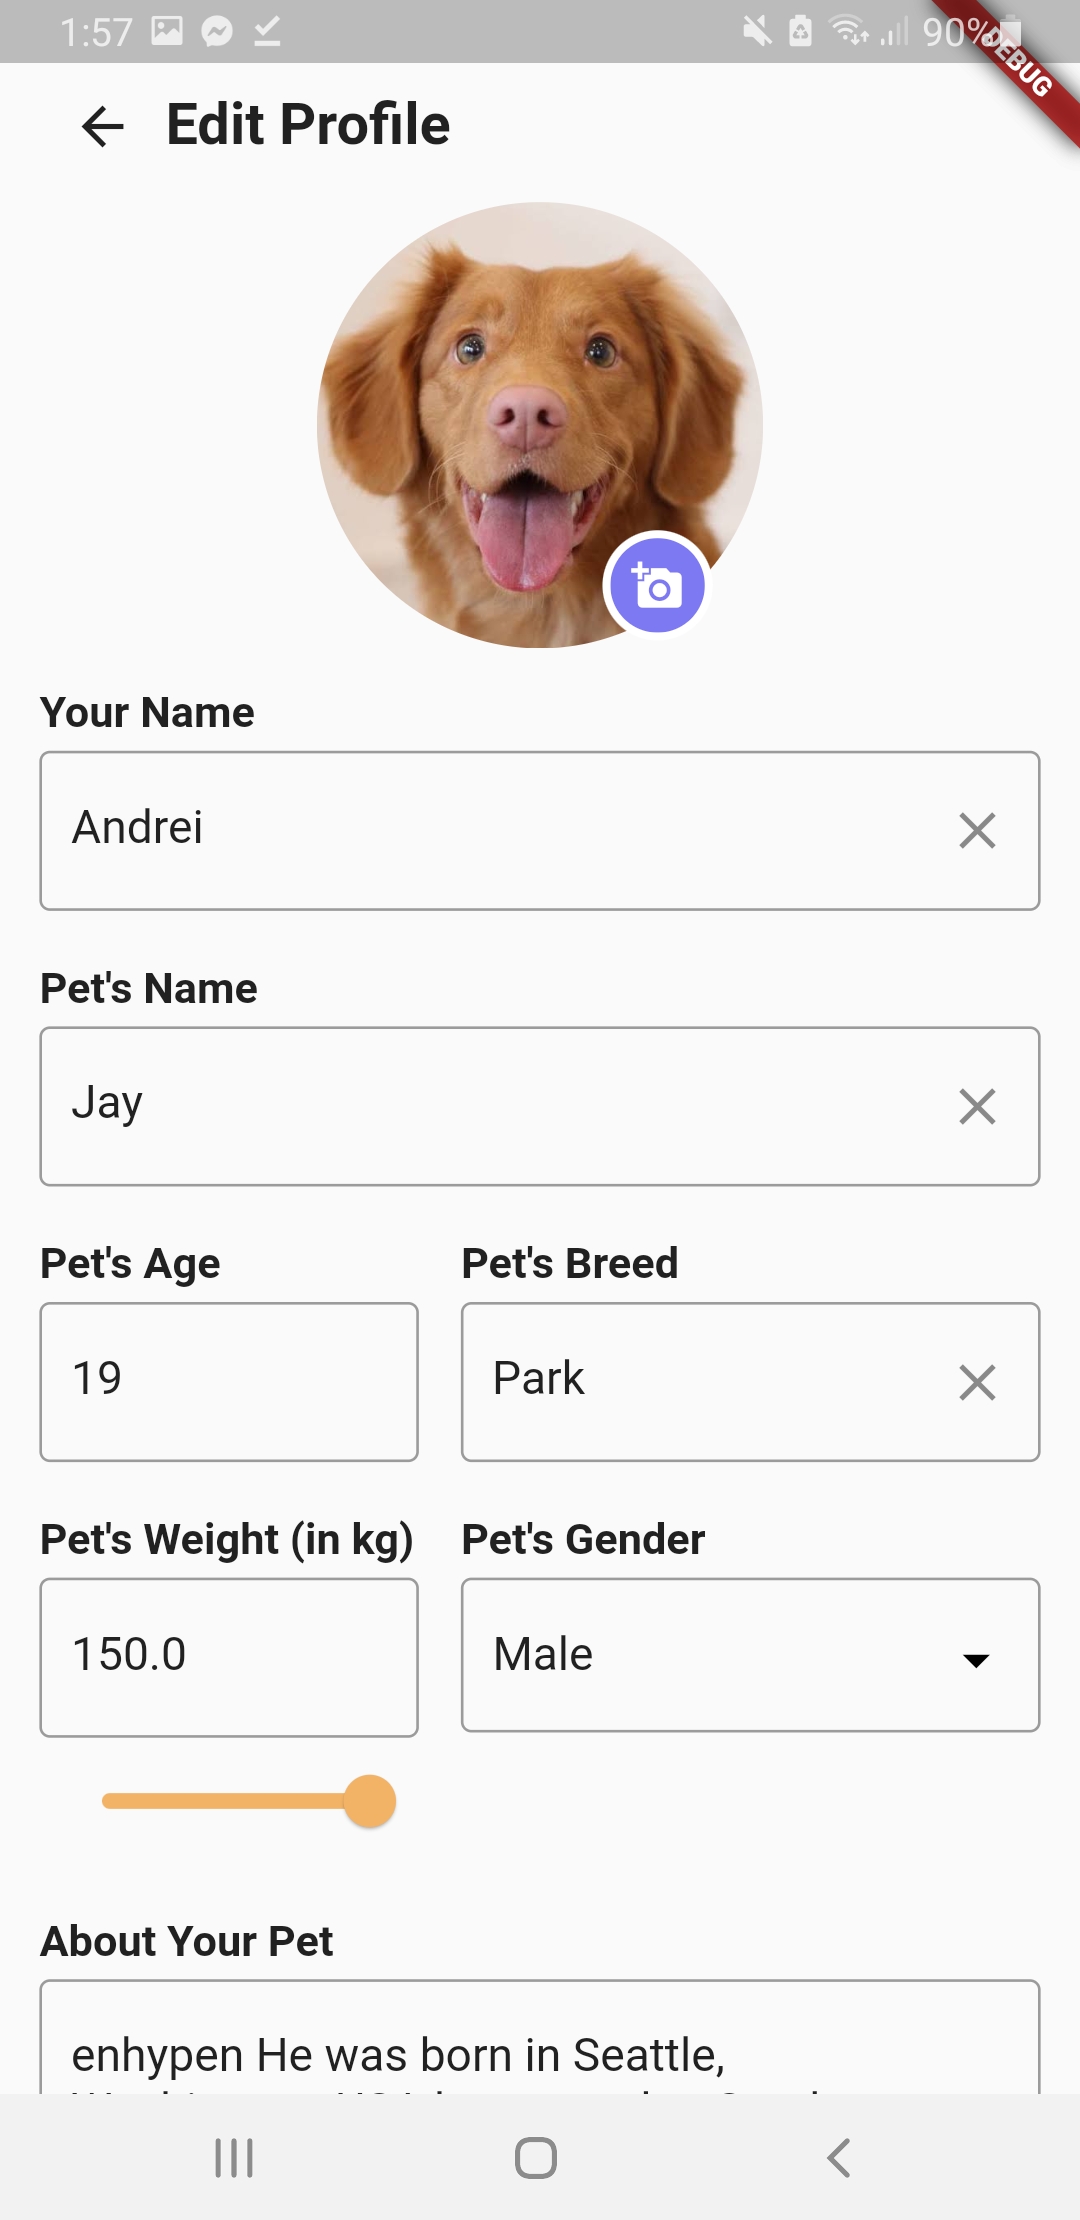 1:57
90%
DEBUG
Edit Profile
Your Name
Andrei
Pet's Name
Jay
Pet's Age
Pet's Breed
19
Park
Pet's Weight (in kg)
Pet's Gender
150.0
Male
About Your Pet
enhypen He was born in Seattle,